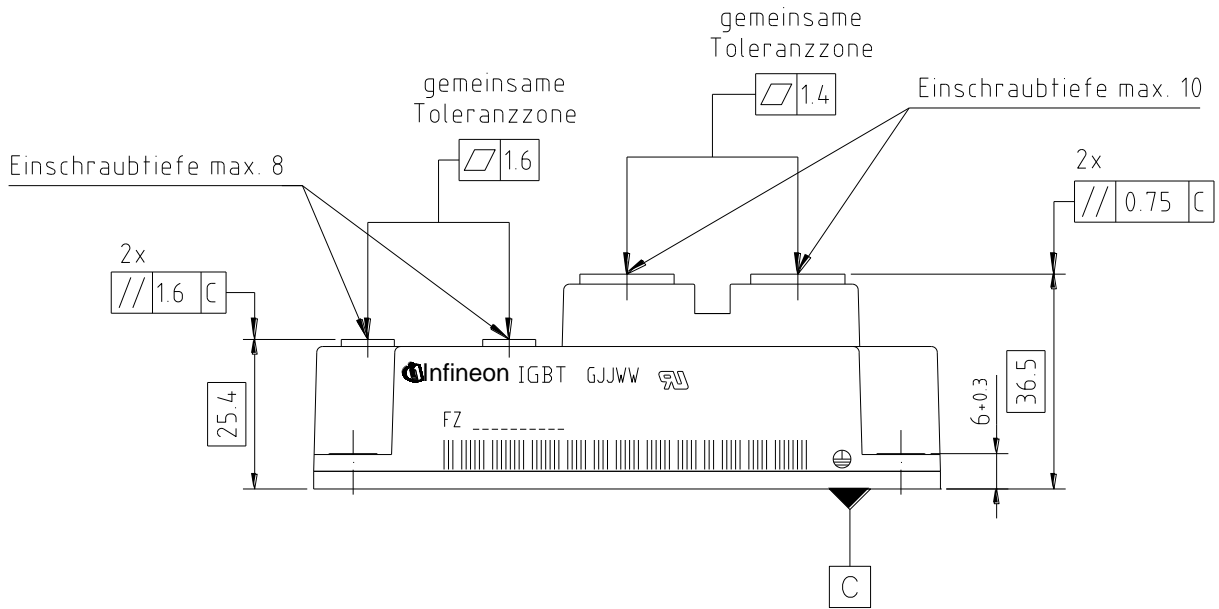 gemeinsame
Toleranzzone
1.4
gemeinsame
Toleranzzone
1.6
Einschraubtiefe max. 10
Einschraubtiefe max. 8
2x
// 0.75 C
2x
// 1.6 C
25.4
Infineon IGBT GJJWW
FZ __________
6+0.3
36.5
C